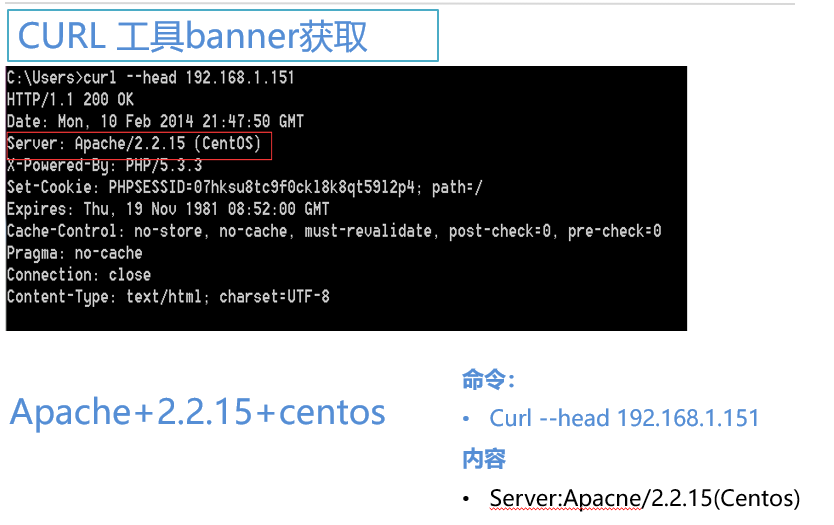 CURL 工具banner获取
C:\Users>curl --head 192.168.1.151
HTTP/1.1 200 OK
Date: Mon, 10 Feb 2014 21:47:50 GMT
Server: Apache/2.2.15 (CentOS)
X-Powered-By: PHP/5.3.3
Set-Cookie: PHPSESSID=07hksu8tc9f0ckl8k8qt59l2p4; path=/
Expires: Thu, 19 Nov 1981 08:52:00 GMT
Cache-Control: no-store, no-cache, must-revalidate, post-check=0, pre-check=0
Pragma: no-cache
Connection: close
Content-Type: text/html; charset=UTF-8
Apache+2.2.15+centos
命令：
• Curl --head 192.168.1.151
内容
• Server:Apacne/2.2.15(Centos)